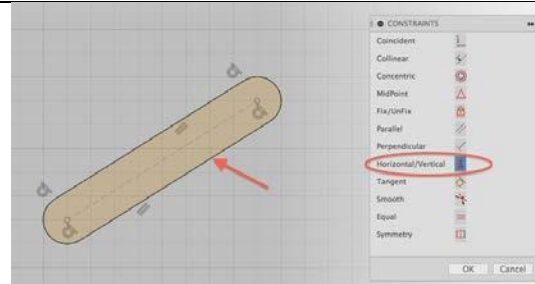 CONSTRAINTS
Coincident
Collinear
Concentric
MidPoint
Fix/UnFix
Parallel
Perpendicular
Horizontal/Vertical
Tangent
Smooth
Equal
Symmetry
OK Cancel